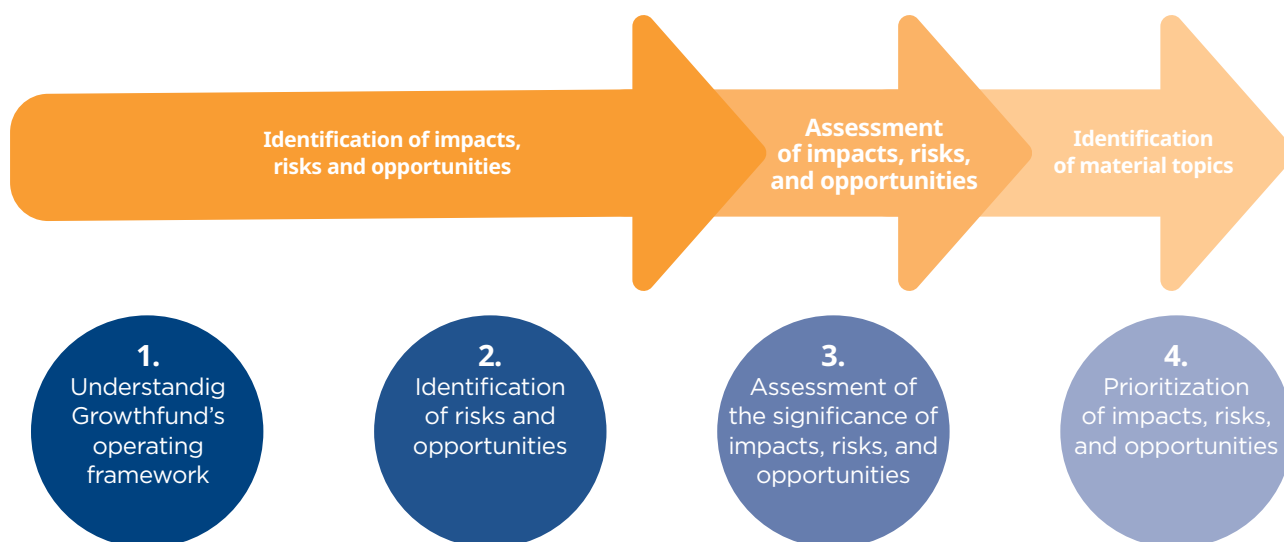 Identification of impacts,
risks and opportunities
Assessment
of impacts, risks,
and opportunities
Identification
of material topics
1.
Understandig
Growthfund’s
operating
framework
2.
Identification
of risks and
opportunities
3.
Assessment of
the significance of
impacts, risks, and
opportunities
4.
Prioritization
of impacts, risks,
and opportunities